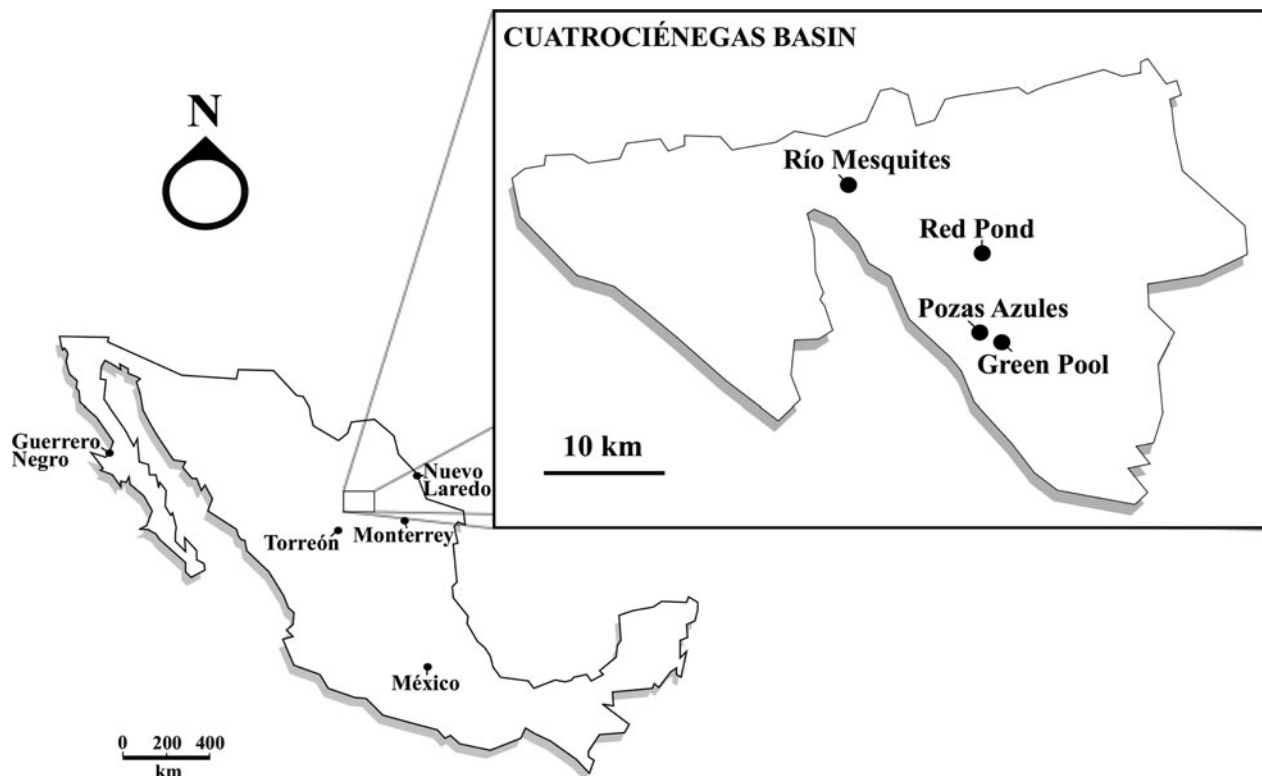 CUATROCIÉNEGAS BASIN
N
Río Mesquites
Red Pond
Pozas Azules
Green Pool
10 km
Guerrero
Negro
Nuevo
Laredo
Torreón
Monterrey
México
0 200 400
km